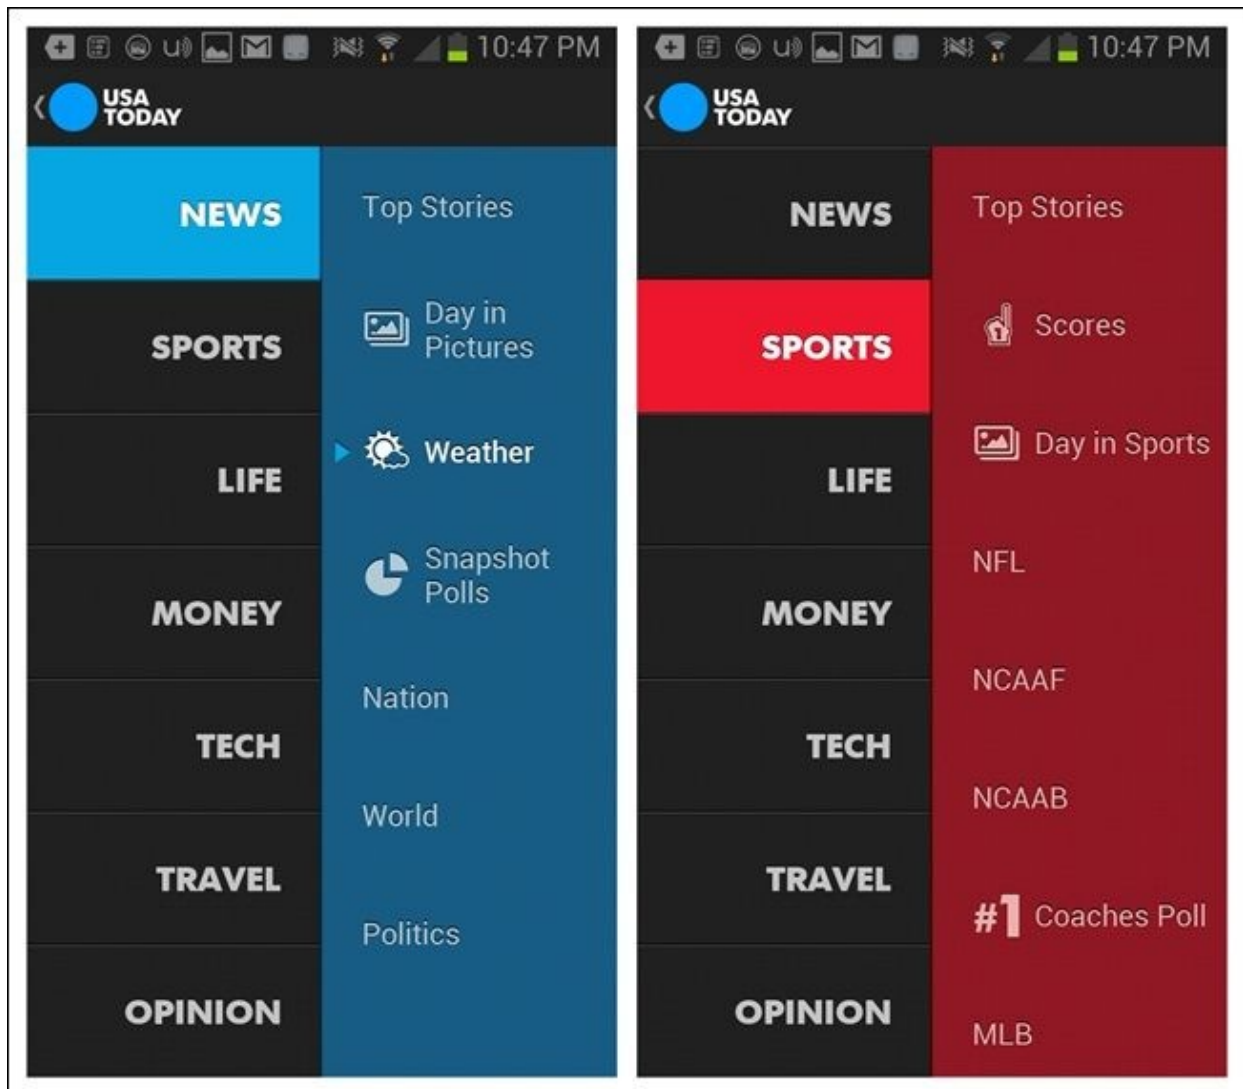 10:47 PM
USA
TODAY
NEWS
SPORTS
LIFE
MONEY
TECH
TRAVEL
OPINION
Top Stories
Day in
Pictures
Weather
Snapshot
Polls
Nation
World
Politics
10:47 PM
USA
TODAY
NEWS
SPORTS
LIFE
MONEY
TECH
TRAVEL
OPINION
Top Stories
Scores
Day in Sports
NFL
NCAAF
NCAAB
#1 Coaches Poll
MLB